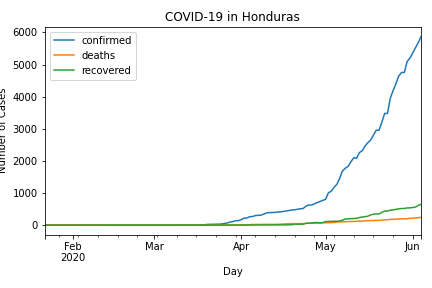 COVID-19 in Honduras
confirmed
deaths
recovered
6000
5000
4000
3000
2000
1000
0
Number of Cases
Feb
2020
Mar
Apr
May
Jun
Day